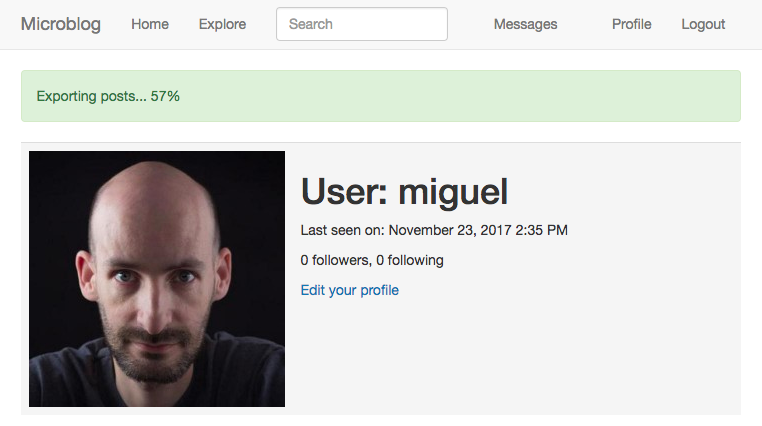 Microblog Home Explore Search Messages Profile Logout
Exporting posts... 57%
User: miguel
Last seen on: November 23, 2017 2:35 PM
0 followers, 0 following
Edit your profile